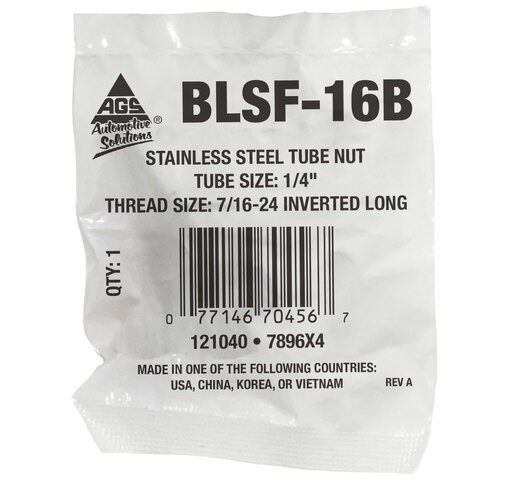 AGS
Automotive
Solutions®
BLSF-16B
STAINLESS STEEL TUBE NUT
TUBE SIZE: 1/4"
THREAD SIZE: 7/16-24 INVERTED LONG
QTY: 1
0 77146 70456 7
121040 • 7896X4
MADE IN ONE OF THE FOLLOWING COUNTRIES:
USA, CHINA, KOREA, OR VIETNAM
REV A